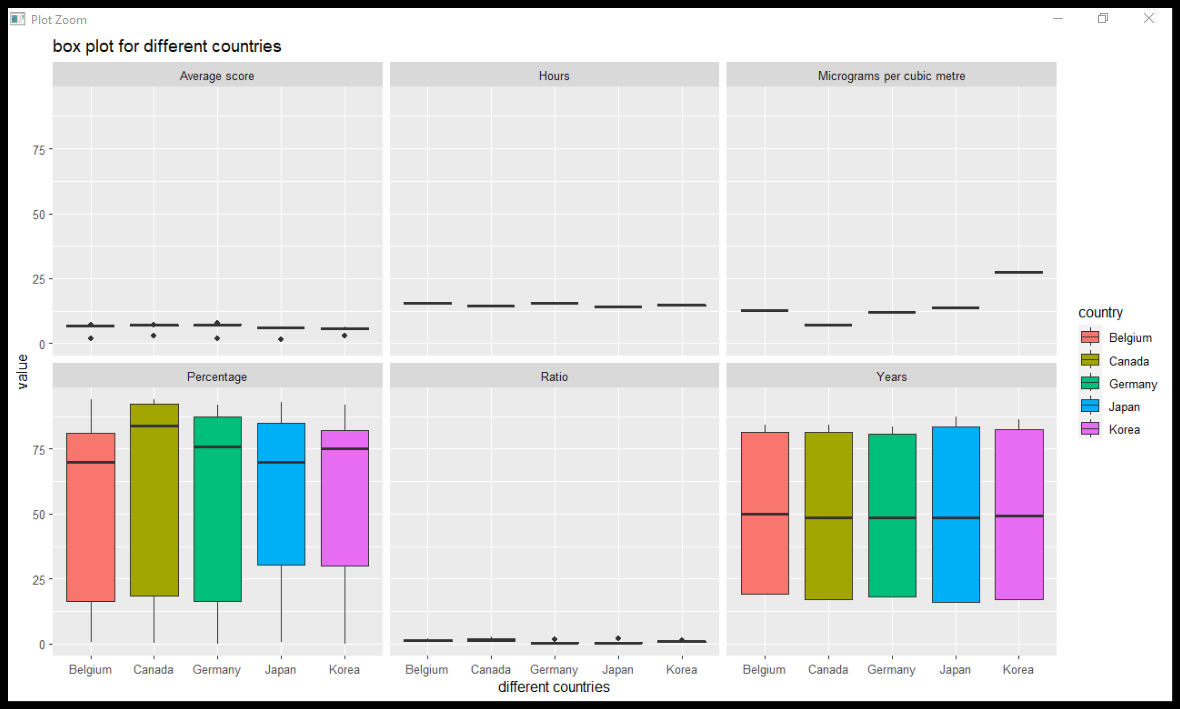 Plot Zoom
box plot for different countries
Average score
Hours
Micrograms per cubic metre
75
50
25
0
value
Percentage
Ratio
Years
75
50
25
0
Belgium Canada Germany Japan Korea
Belgium Canada Germany Japan Korea
Belgium Canada Germany Japan Korea
different countries
country
Belgium
Canada
Germany
Japan
Korea